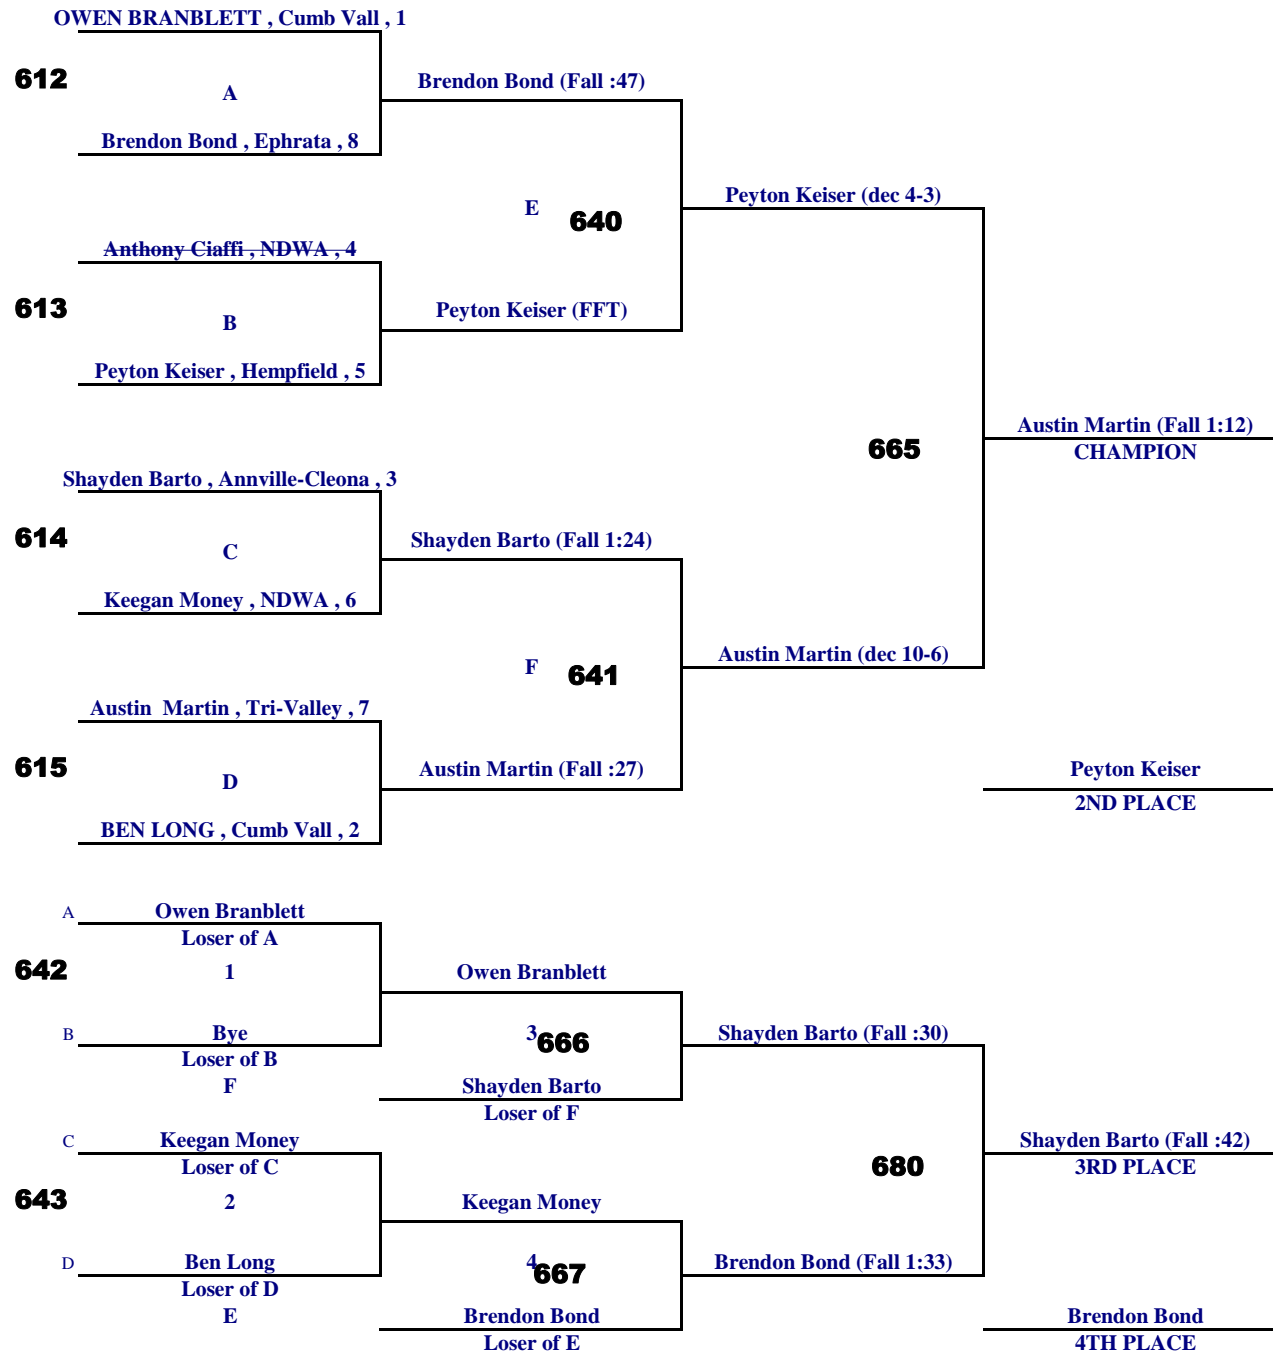 OWEN BRANBLETT , Cumb Vall , 1
612
A
Brendon Bond (Fall :47)
Brendon Bond , Ephrata , 8
E
640
Peyton Keiser (dec 4-3)
Anthony Ciaffi , NDWA , 4
613
B
Peyton Keiser (FFT)
Peyton Keiser , Hempfield , 5
665
Austin Martin (Fall 1:12)
CHAMPION
Shayden Barto , Annville-Cleona , 3
614
C
Shayden Barto (Fall 1:24)
Keegan Money , NDWA , 6
F
641
Austin Martin (dec 10-6)
Austin  Martin , Tri-Valley , 7
615
D
Austin Martin (Fall :27)
Peyton Keiser
2ND PLACE
BEN LONG , Cumb Vall , 2
A
Owen Branblett
Loser of A
642
1
Owen Branblett
B
Bye
Loser of B
F
3
666
Shayden Barto (Fall :30)
Shayden Barto
Loser of F
C
Keegan Money
Loser of C
680
Shayden Barto (Fall :42)
3RD PLACE
643
2
Keegan Money
D
Ben Long
Loser of D
E
4
667
Brendon Bond (Fall 1:33)
Brendon Bond
Loser of E
Brendon Bond
4TH PLACE